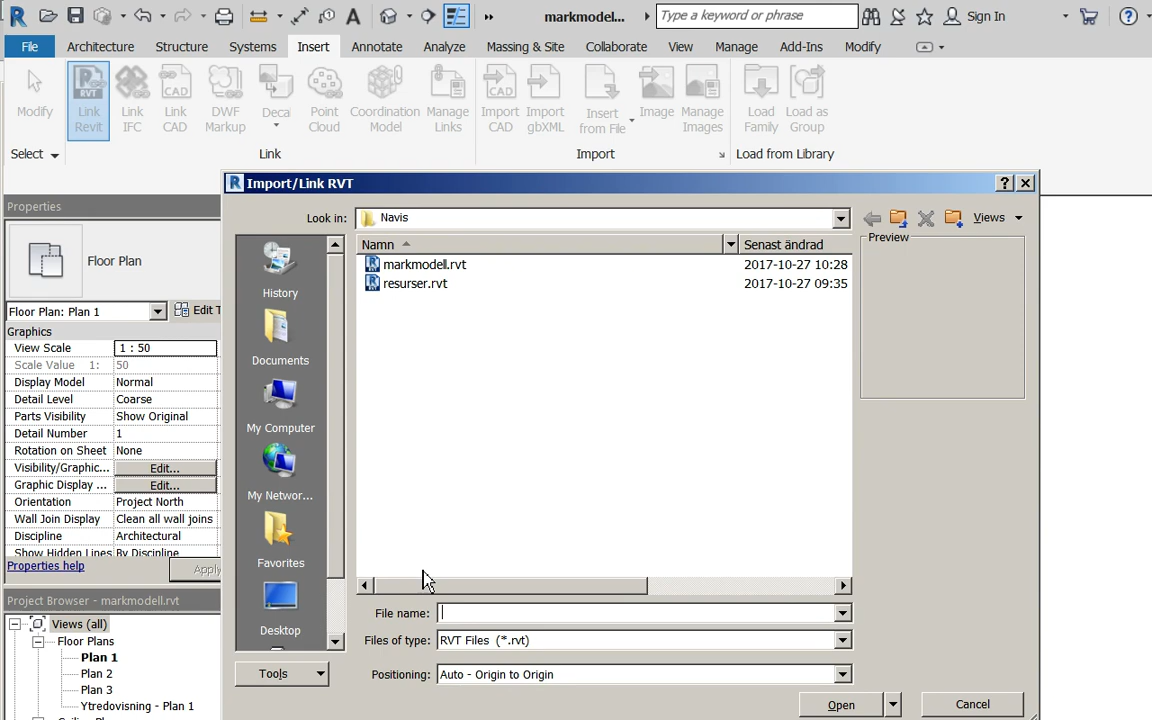 markmodel...
Type a keyword or phrase
Sign In
File Architecture Structure Systems Insert Annotate Analyze Massing & Site Collaborate View Manage Add-Ins Modify
Modify
Link Revit
Link IFC
Link CAD
DWF Markup
Decal
Point Cloud
Coordination Model
Manage Links
Import CAD
Import gbXML
Insert from File
Image
Manage Images
Load Family
Load as Group
Select
Link
Import
Load from Library
Import/Link RVT
Properties
Look in: Navis Views
Namn Senast ändrad Preview
markmodell.rvt 2017-10-27 10:28
resurser.rvt 2017-10-27 09:35
History
Documents
My Computer
My Networ...
Favorites
Desktop
Floor Plan
Floor Plan: Plan 1 Edit T
Graphics
View Scale 1 : 50
Scale Value 1: 50
Display Model Normal
Detail Level Coarse
Parts Visibility Show Original
Detail Number 1
Rotation on Sheet None
Visibility/Graphic... Edit...
Graphic Display ... Edit...
Orientation Project North
Wall Join Display Clean all wall joins
Discipline Architectural
Show Hidden Lines By Discipline
Properties help Apply
Project Browser - markmodell.rvt
Views (all)
Floor Plans
Plan 1
Plan 2
Plan 3
Ytredovisning - Plan 1
File name:
Files of type: RVT Files (*.rvt)
Tools Positioning: Auto - Origin to Origin
Open Cancel